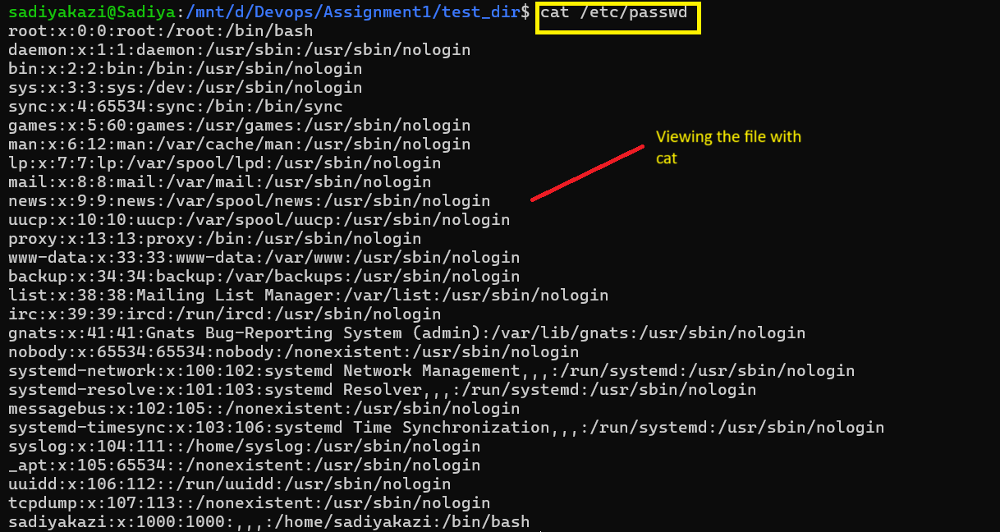 sadiyakazi@Sadiya:/mnt/d/Devops/Assignment1/test_dir$ cat /etc/passwd
root:x:0:0:root:/root:/bin/bash
daemon:x:1:1:daemon:/usr/sbin:/usr/sbin/nologin
bin:x:2:2:bin:/bin:/usr/sbin/nologin
sys:x:3:3:sys:/dev:/usr/sbin/nologin
sync:x:4:65534:sync:/bin:/bin/sync
games:x:5:60:games:/usr/games:/usr/sbin/nologin
man:x:6:12:man:/var/cache/man:/usr/sbin/nologin
lp:x:7:7:lp:/var/spool/lpd:/usr/sbin/nologin
mail:x:8:8:mail:/var/mail:/usr/sbin/nologin
news:x:9:9:news:/var/spool/news:/usr/sbin/nologin
uucp:x:10:10:uucp:/var/spool/uucp:/usr/sbin/nologin
proxy:x:13:13:proxy:/bin:/usr/sbin/nologin
www-data:x:33:33:www-data:/var/www:/usr/sbin/nologin
backup:x:34:34:backup:/var/backups:/usr/sbin/nologin
list:x:38:38:Mailing List Manager:/var/list:/usr/sbin/nologin
irc:x:39:39:ircd:/run/ircd:/usr/sbin/nologin
gnats:x:41:41:Gnats Bug-Reporting System (admin):/var/lib/gnats:/usr/sbin/nologin
nobody:x:65534:65534:nobody:/nonexistent:/usr/sbin/nologin
systemd-network:x:100:102:systemd Network Management,,,:/run/systemd:/usr/sbin/nologin
systemd-resolve:x:101:103:systemd Resolver,,,:/run/systemd:/usr/sbin/nologin
messagebus:x:102:105::/nonexistent:/usr/sbin/nologin
systemd-timesync:x:103:106:systemd Time Synchronization,,,:/run/systemd:/usr/sbin/nologin
syslog:x:104:111::/home/syslog:/usr/sbin/nologin
_apt:x:105:65534::/nonexistent:/usr/sbin/nologin
uuidd:x:106:112::/run/uuidd:/usr/sbin/nologin
tcpdump:x:107:113::/nonexistent:/usr/sbin/nologin
sadiyakazi:x:1000:1000:,,,:/home/sadiyakazi:/bin/bash
Viewing the file with
cat